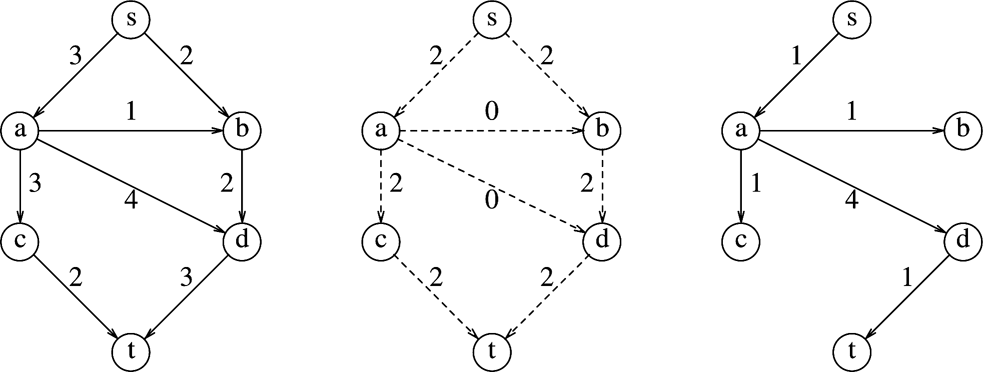 s s s
3 2 2 2 1
1 0 1
a b a b a b
3 4 2 2 0 2 1 4
c d c d c d
2 3 2 2 1
t t t